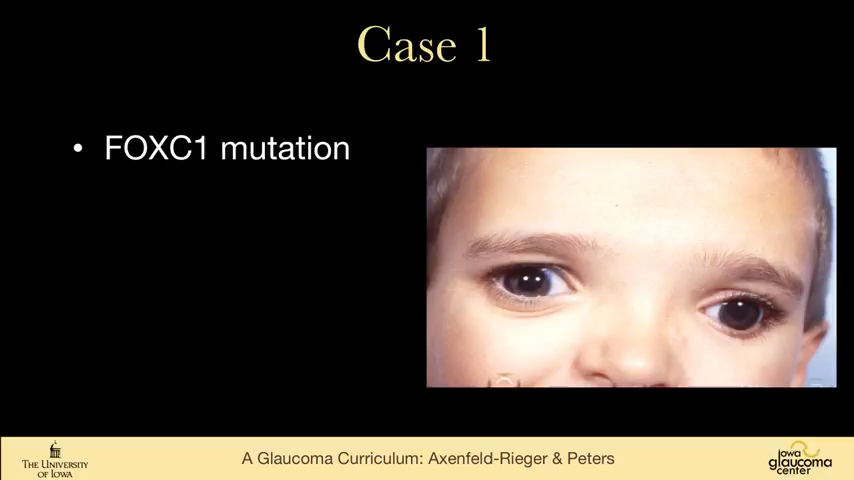 Case 1
• FOXC1 mutation
THE UNIVERSITY
OF IOWA
A Glaucoma Curriculum: Axenfeld-Rieger & Peters
iowa
glaucoma
center